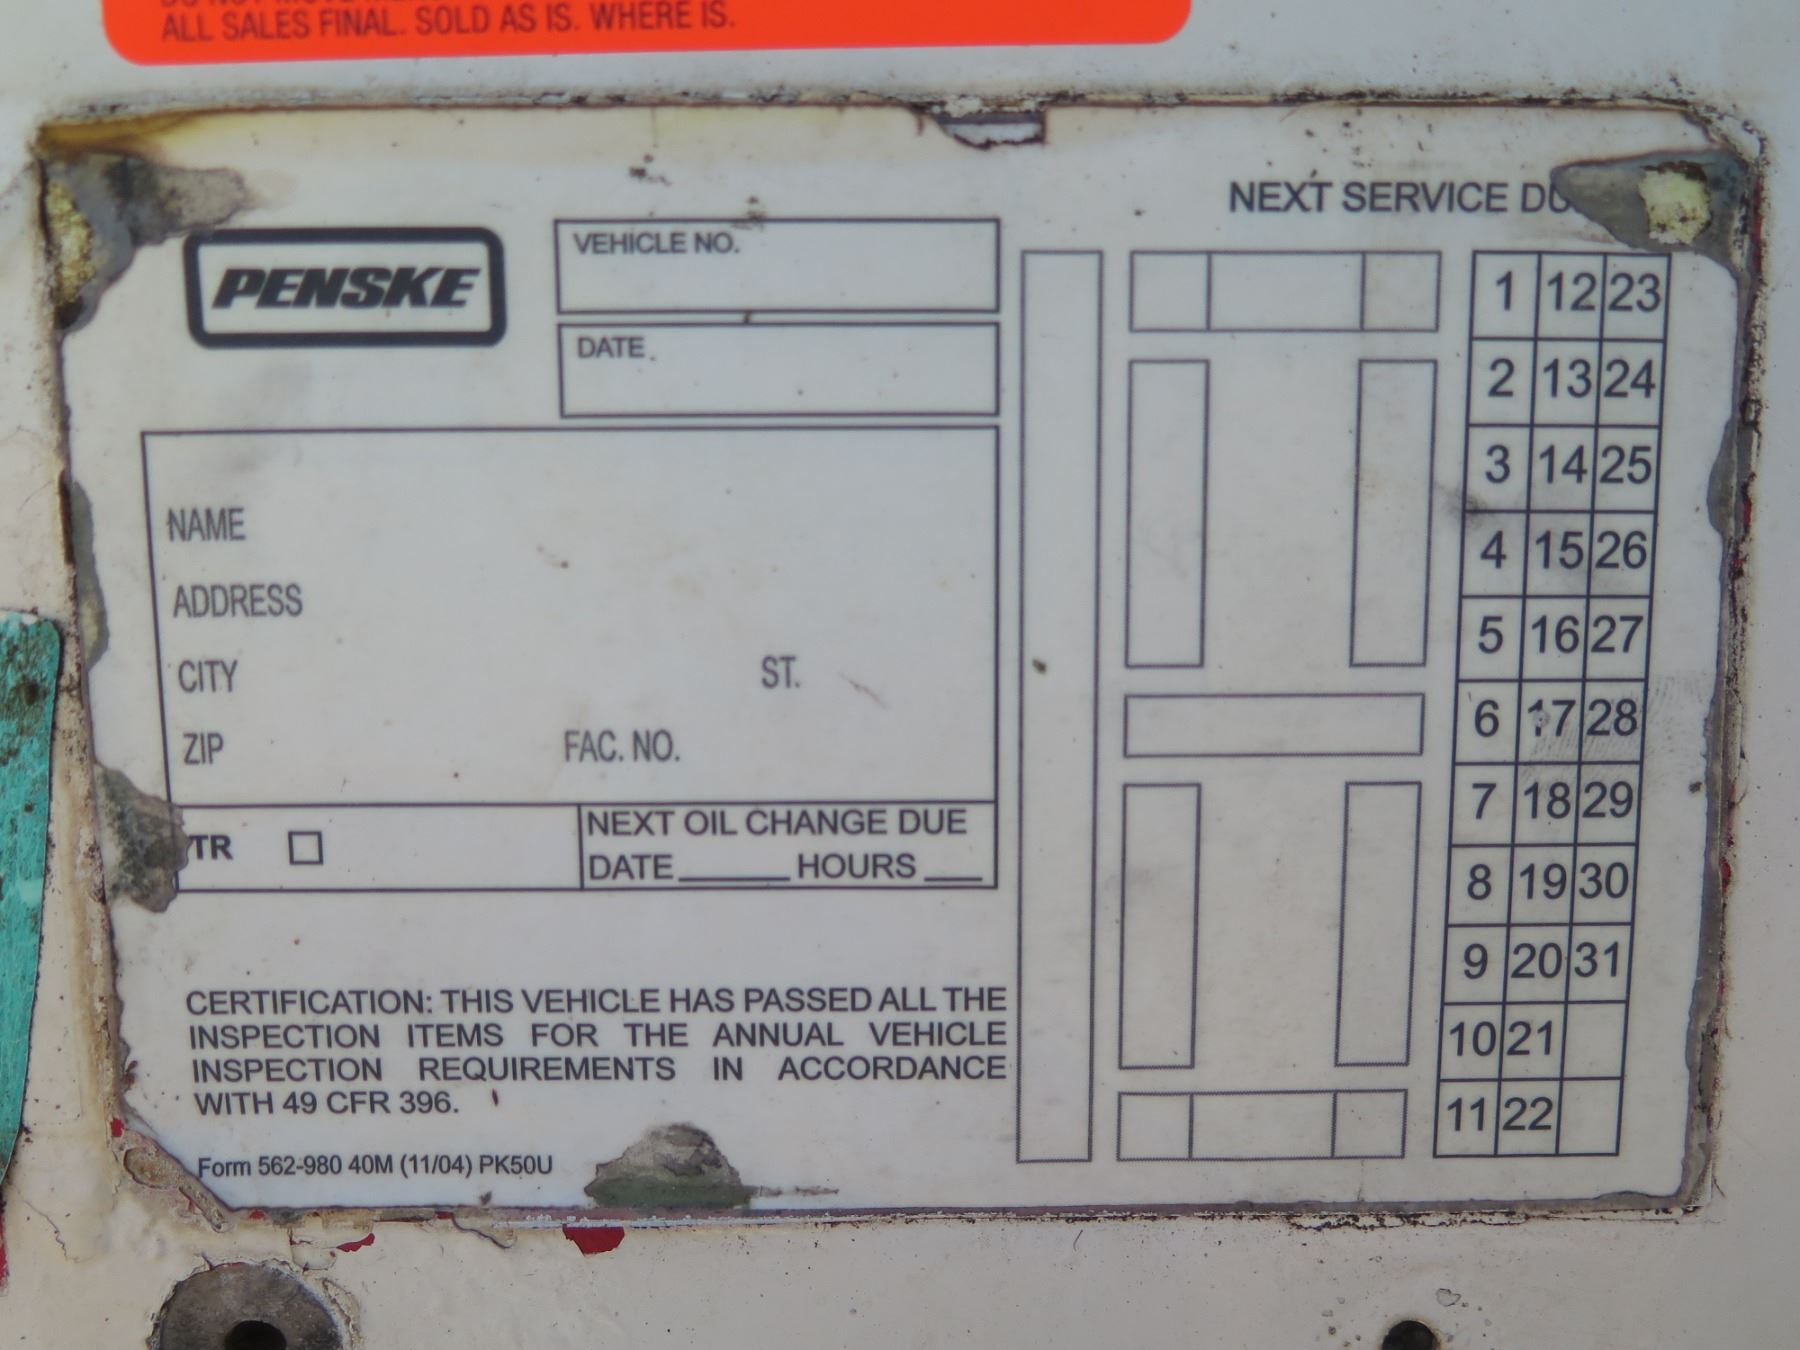 ALL SALES FINAL. SOLD AS IS. WHERE IS.
PENSKE
VEHICLE NO.
DATE
NAME
ADDRESS
CITY ST.
ZIP FAC. NO.
TR
NEXT OIL CHANGE DUE
DATE HOURS
CERTIFICATION: THIS VEHICLE HAS PASSED ALL THE
INSPECTION ITEMS FOR THE ANNUAL VEHICLE
INSPECTION REQUIREMENTS IN ACCORDANCE
WITH 49 CFR 396.
Form 562-980 40M (11/04) PK50U
NEXT SERVICE
1 12 23
2 13 24
3 14 25
4 15 26
5 16 27
6 17 28
7 18 29
8 19 30
9 20 31
10 21
11 22